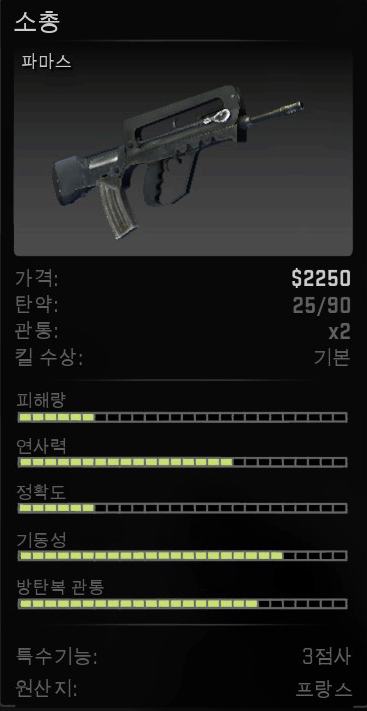 소총
파마스
가격: $2250
탄약: 25/90
관통: x2
킬 수상: 기본
피해량
연사력
정확도
기동성
방탄복 관통
특수기능: 3점사
원산지: 프랑스